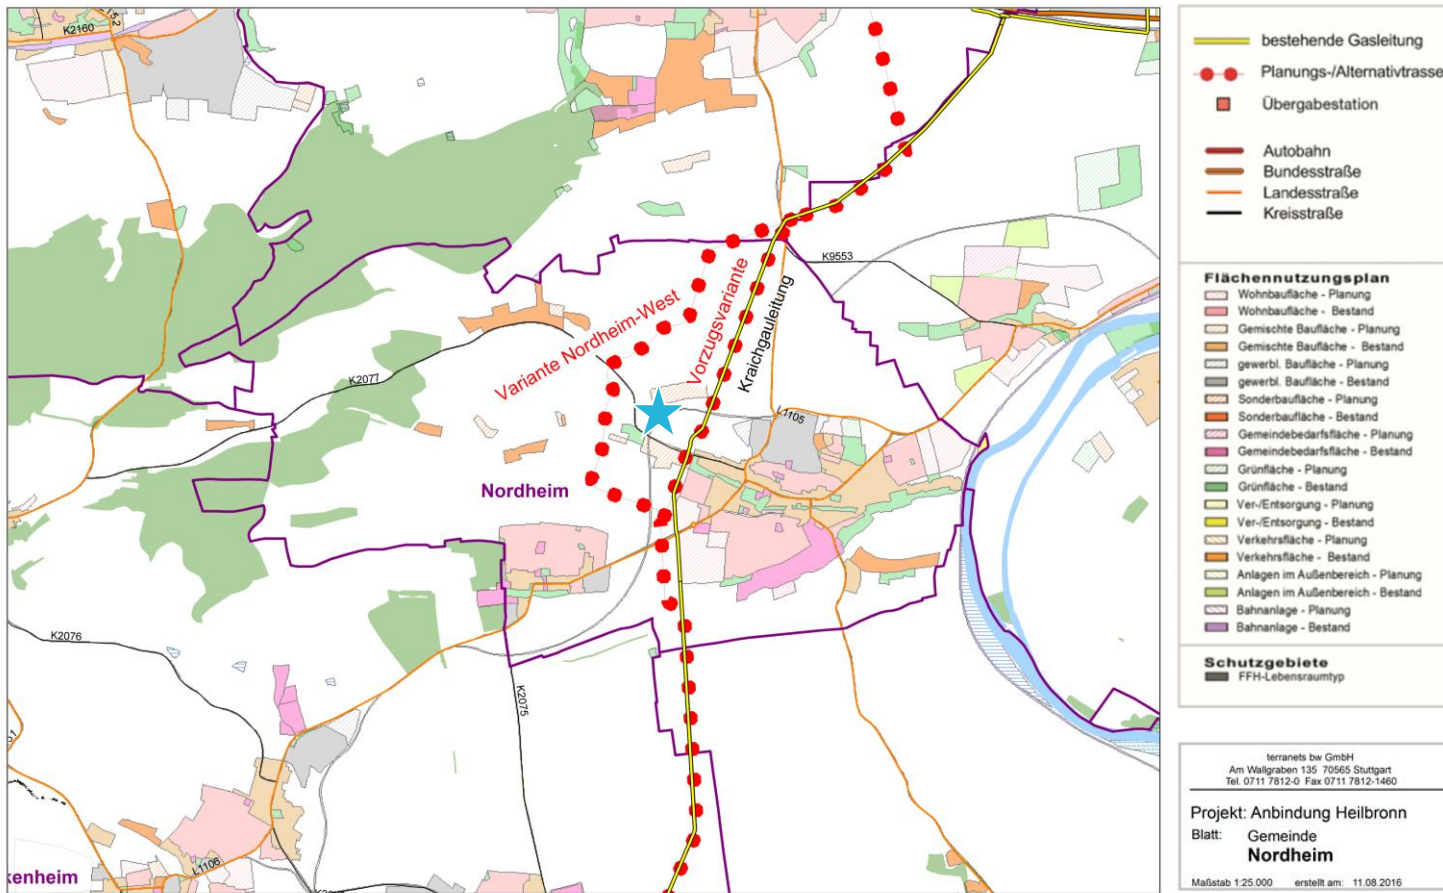 K2160
K2077
Variante Nordheim-West
Vorzugsvariante
Kraichgauleitung
K9553
L1105
Nordheim
K2076
K2075
L1106
kenheim
bestehende Gasleitung
Planungs-/Alternativtrasse
Übergabestation
Autobahn
Bundesstraße
Landesstraße
Kreisstraße
Flächennutzungsplan
Wohnbaufläche - Planung
Wohnbaufläche - Bestand
Gemischte Baufläche - Planung
Gemischte Baufläche - Bestand
gewerbl. Baufläche - Planung
gewerbl. Baufläche - Bestand
Sonderbaufläche - Planung
Sonderbaufläche - Bestand
Gemeindebedarfsfläche - Planung
Gemeindebedarfsfläche - Bestand
Grünfläche - Planung
Grünfläche - Bestand
Ver-/Entsorgung - Planung
Ver-/Entsorgung - Bestand
Verkehrsfläche - Planung
Verkehrsfläche - Bestand
Anlagen im Außenbereich - Planung
Anlagen im Außenbereich - Bestand
Bahnanlage - Planung
Bahnanlage - Bestand
Schutzgebiete
FFH-Lebensraumtyp
terranets bw GmbH
Am Wallgraben 135 70565 Stuttgart
Tel. 0711 7812-0 Fax 0711 7812-1460
Projekt: Anbindung Heilbronn
Blatt: Gemeinde
Nordheim
Maßstab 1:25.000 erstellt am: 11.08.2016